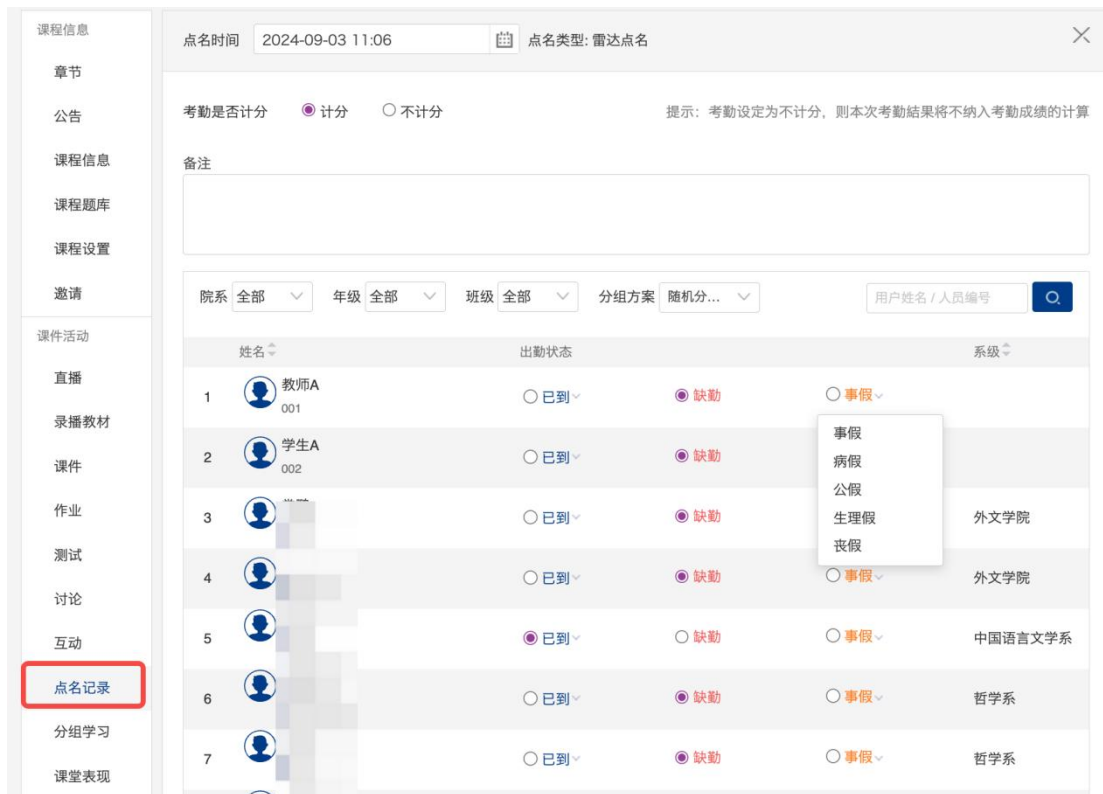 课程信息
章节
公告
课程信息
课程题库
课程设置
邀请
课件活动
直播
录播教材
课件
作业
测试
讨论
互动
点名记录
分组学习
课堂表现
点名时间 2024-09-03 11:06 点名类型: 雷达点名
考勤是否计分 计分 不计分 提示：考勤设定为不计分，则本次考勤結果将不纳入考勤成绩的计算
备注
院系 全部 年级 全部 班级 全部 分组方案 随机分... 用户姓名 / 人员编号
姓名 出勤状态 系级
1 教师A 已到 缺勤 事假
001
2 学生A 已到 缺勤
002
事假
病假
公假
生理假
丧假
3 已到 缺勤 外文学院
4 已到 缺勤 事假 外文学院
5 已到 缺勤 事假 中国语言文学系
6 已到 缺勤 事假 哲学系
7 已到 缺勤 事假 哲学系